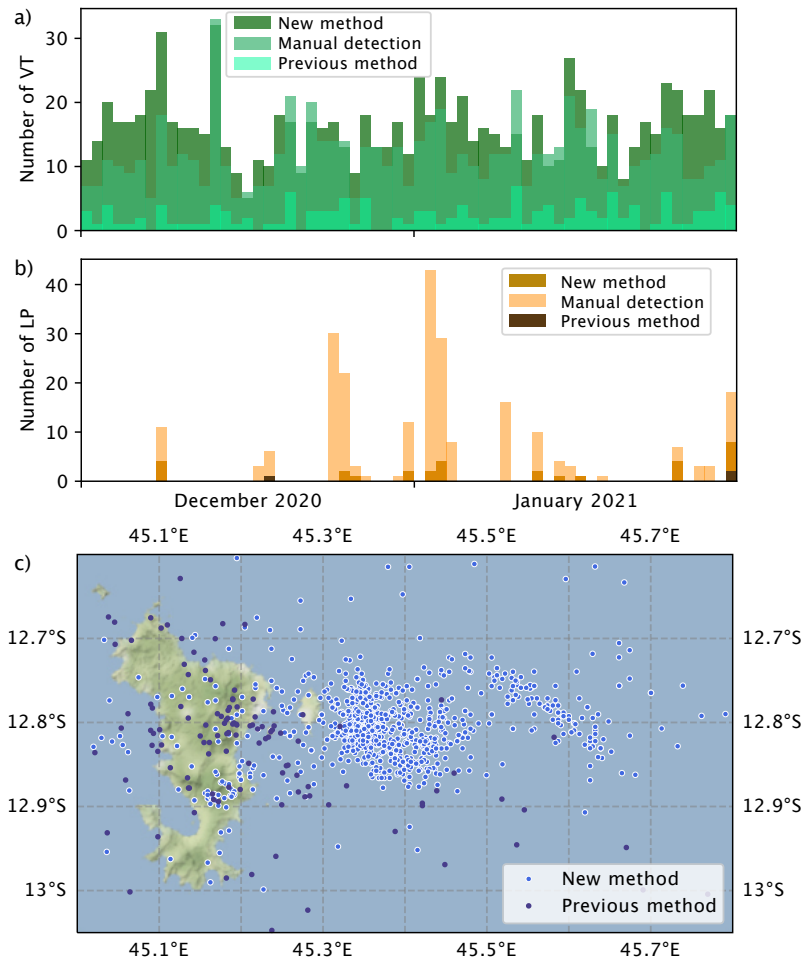 a)
New method
Manual detection
Previous method
Number of VT
30
20
10
0
b)
New method
Manual detection
Previous method
Number of LP
40
30
20
10
0
December 2020 January 2021
45.1°E 45.3°E 45.5°E 45.7°E
c)
12.7°S 12.7°S
12.8°S 12.8°S
12.9°S 12.9°S
13°S 13°S
New method
Previous method
45.1°E 45.3°E 45.5°E 45.7°E